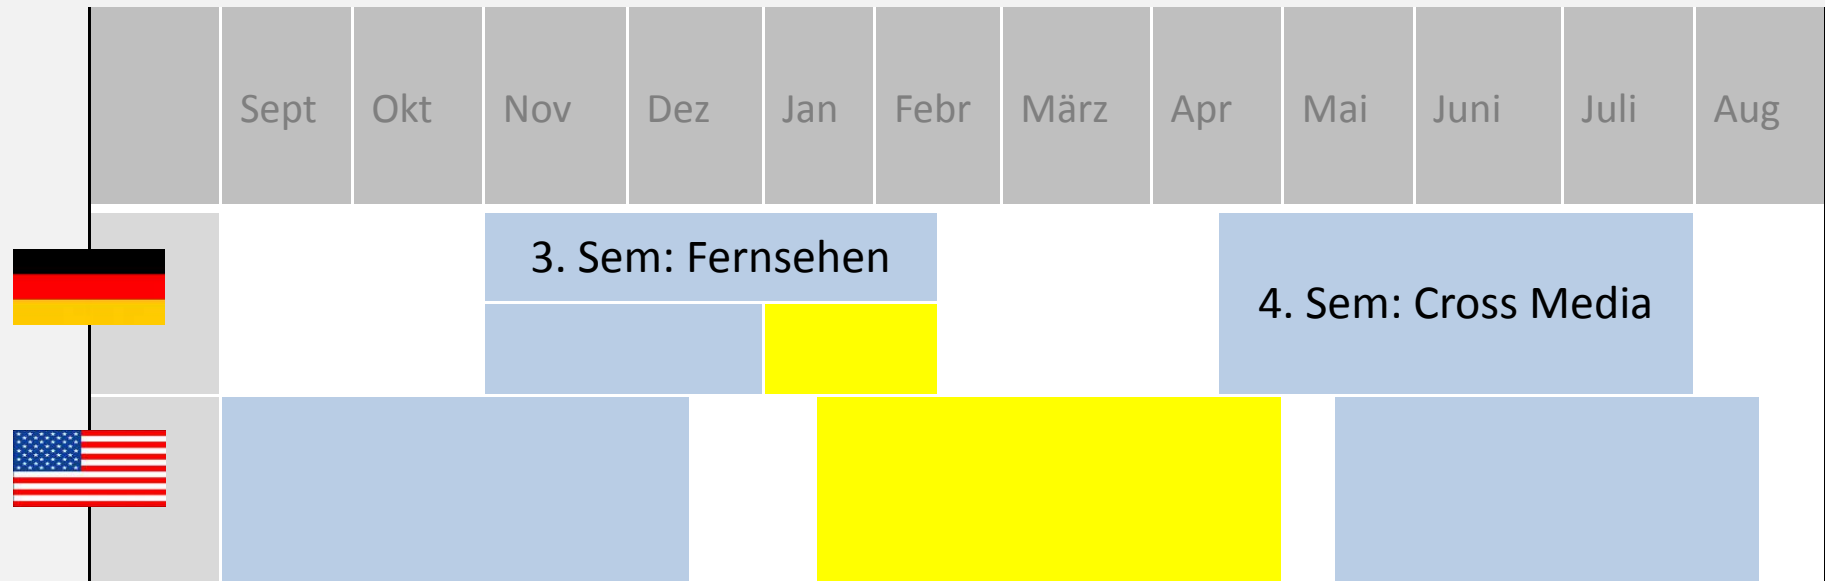 Sept Okt Nov Dez Jan Febr März Apr Mai Juni Juli Aug
3. Sem: Fernsehen
4. Sem: Cross Media